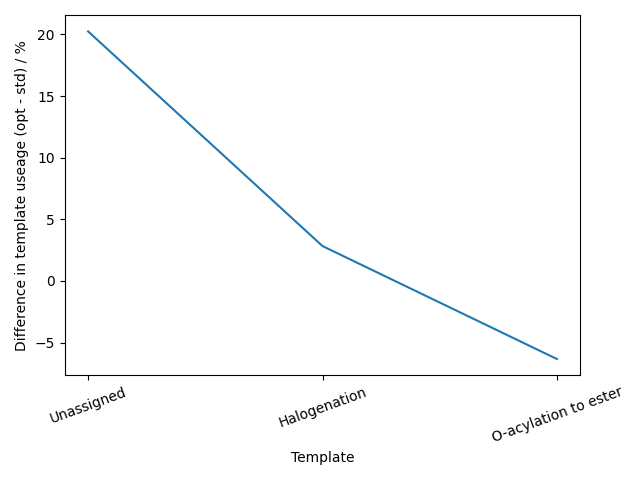 Difference in template useage (opt - std) / %
20
15
10
5
0
−5
Unassigned
Halogenation
O-acylation to ester
Template